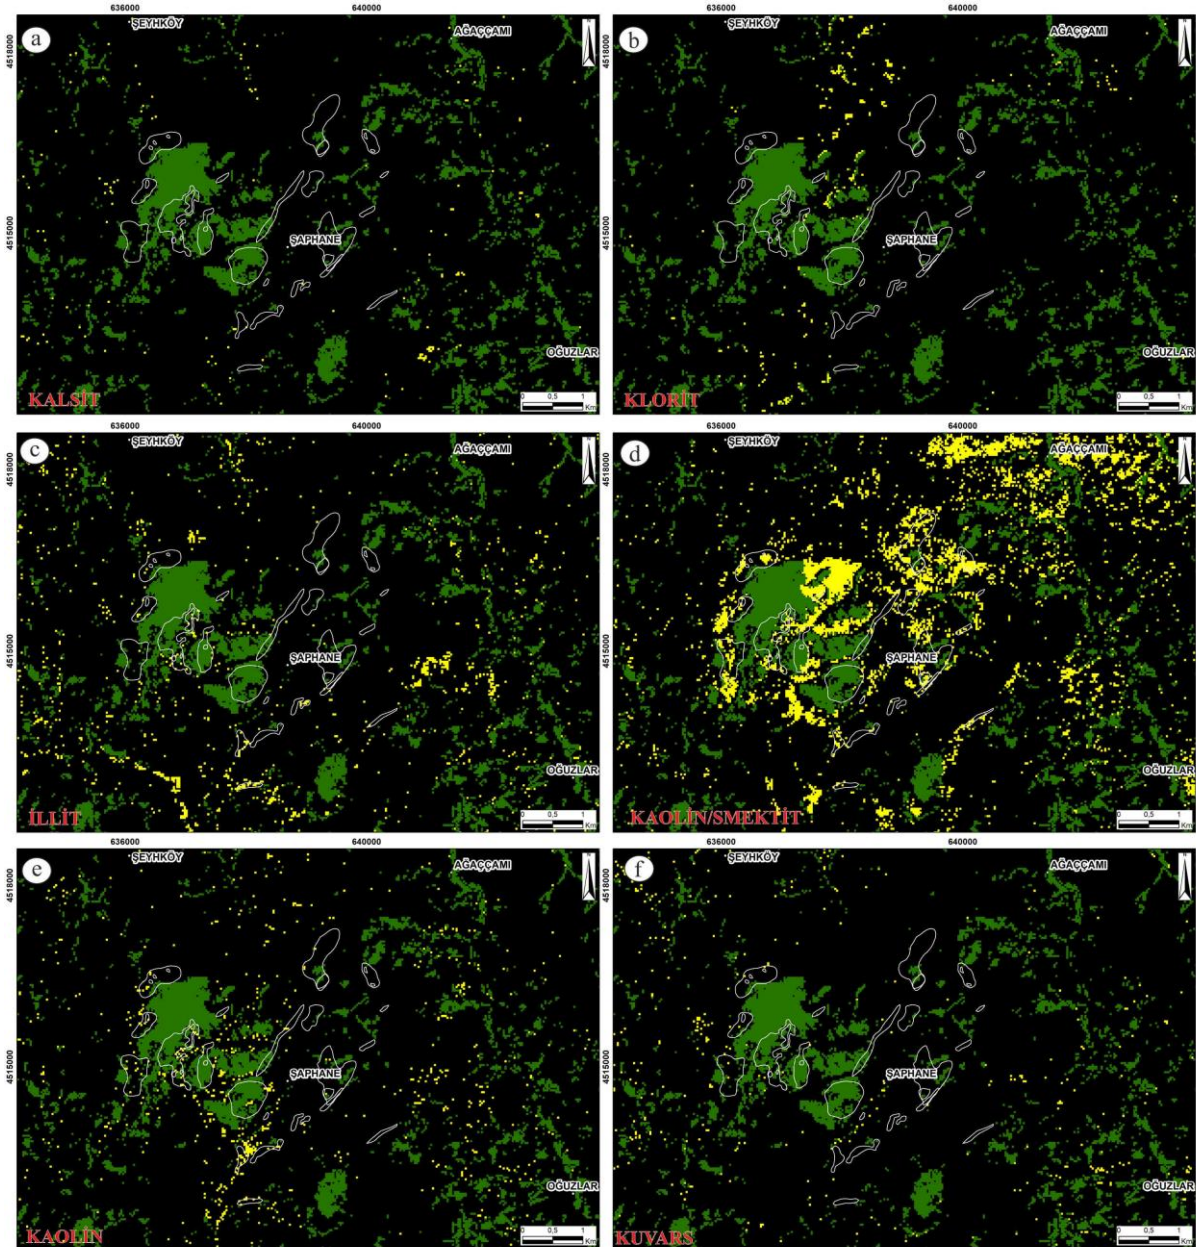 636000 640000
ŞEYHKÖY
a
AĞAÇÇAMI
4518000
4515000
ŞAPHANE
OĞUZLAR
KALSİT
0 0,5 1
Km
636000 640000
ŞEYHKÖY
b
AĞAÇÇAMI
4518000
4515000
ŞAPHANE
OĞUZLAR
KLORİT
0 0,5 1
Km
636000 640000
ŞEYHKÖY
c
AĞAÇÇAMI
4518000
4515000
ŞAPHANE
OĞUZLAR
İLLİT
0 0,5 1
Km
636000 640000
ŞEYHKÖY
d
AĞAÇÇAMI
4518000
4515000
ŞAPHANE
OĞUZLAR
KAOLİN/SMEKTİT
0 0,5 1
Km
636000 640000
ŞEYHKÖY
e
AĞAÇÇAMI
4518000
4515000
ŞAPHANE
OĞUZLAR
KAOLİN
0 0,5 1
Km
636000 640000
ŞEYHKÖY
f
AĞAÇÇAMI
4518000
4515000
ŞAPHANE
OĞUZLAR
KUVARS
0 0,5 1
Km